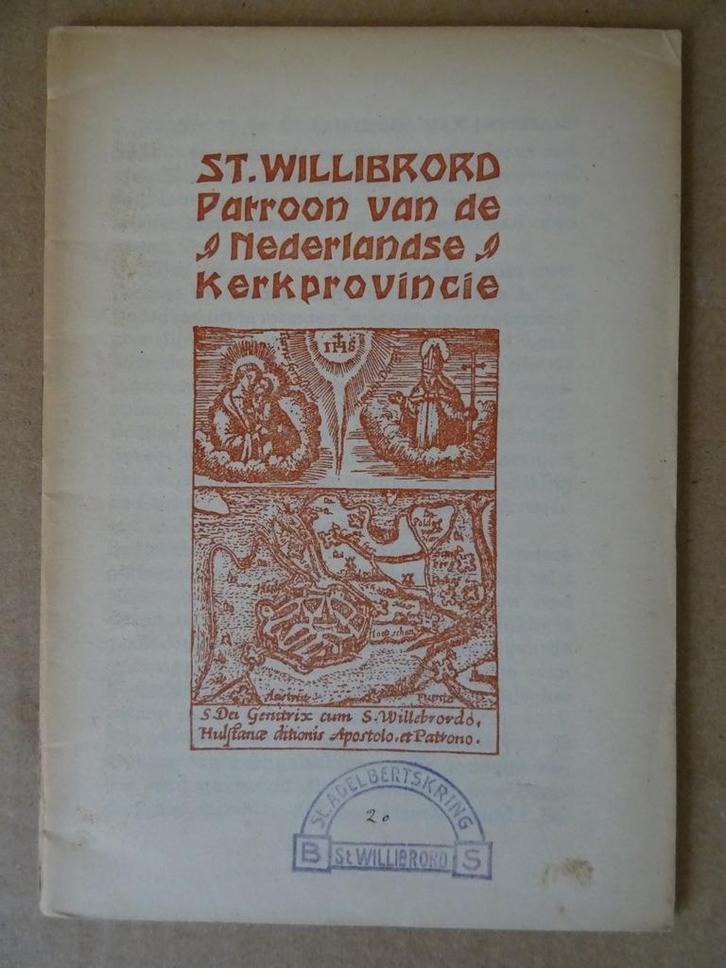 ST. WILLIBRORD
Patroon van de
Nederlandse
Kerkprovincie
IHS
S. Dei Genitrix cum S. Willebrordo,
Hulstanæ ditionis Apostolo, et Patrono.
St. ADELBERTSKRING
20
B St WILLIBRORD S